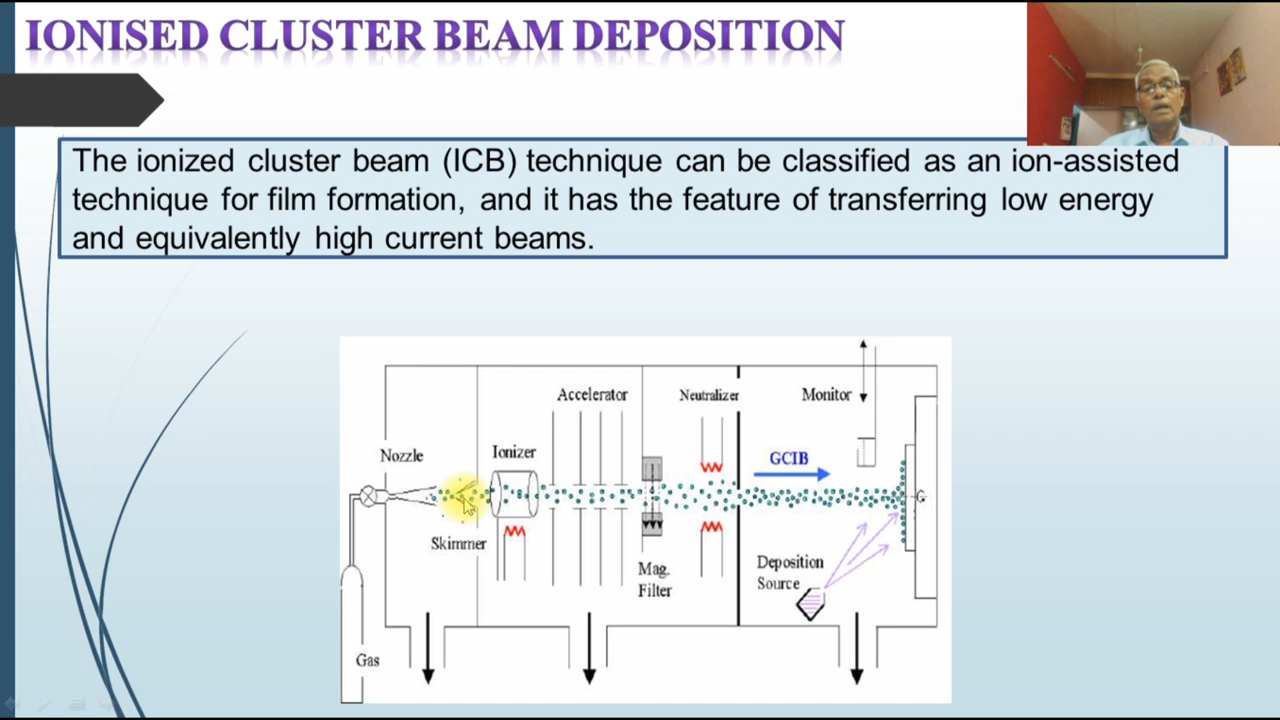 IONISED CLUSTER BEAM DEPOSITION
The ionized cluster beam (ICB) technique can be classified as an ion-assisted
technique for film formation, and it has the feature of transferring low energy
and equivalently high current beams.
Accelerator
Neutralizer
Monitor
Nozzle
Ionizer
GCIB
Skimmer
Mag.
Filter
Deposition
Source
Gas